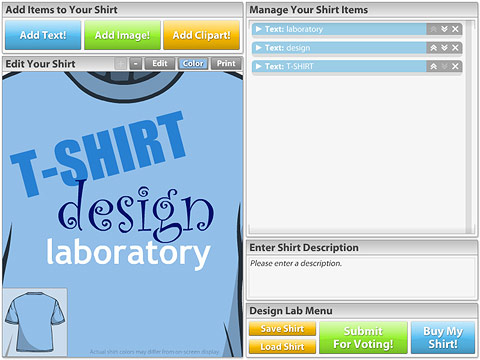 Add Items to Your Shirt
Add Text!
Add Image!
Add Clipart!
Edit Your Shirt
+
-
Edit
Color
Print
T-SHIRT
design
laboratory
Actual shirt colors may differ from on screen display.
Manage Your Shirt Items
Text: laboratory
Text: design
Text: T-SHIRT
Enter Shirt Description
Please enter a description.
Design Lab Menu
Save Shirt
Load Shirt
Submit
For Voting!
Buy My
Shirt!